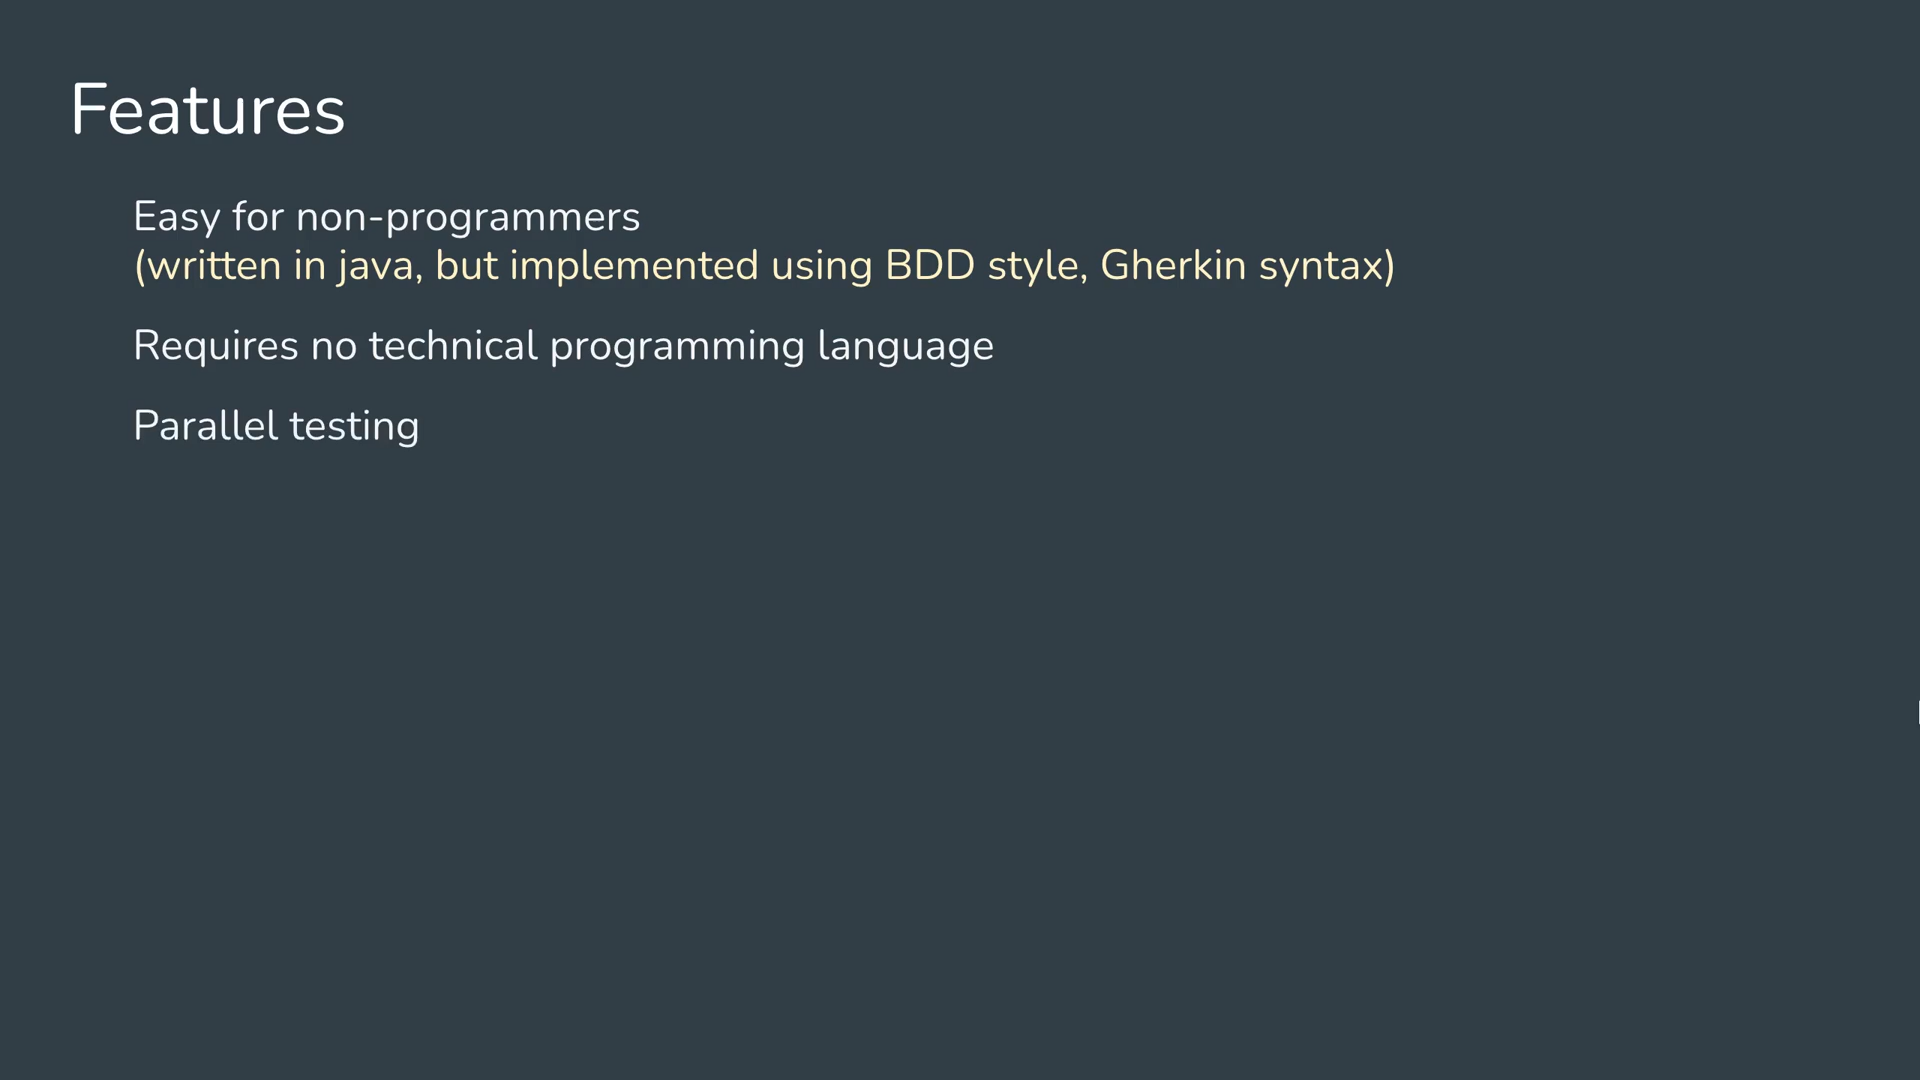 Features
Easy for non-programmers
(written in java, but implemented using BDD style, Gherkin syntax)
Requires no technical programming language
Parallel testing